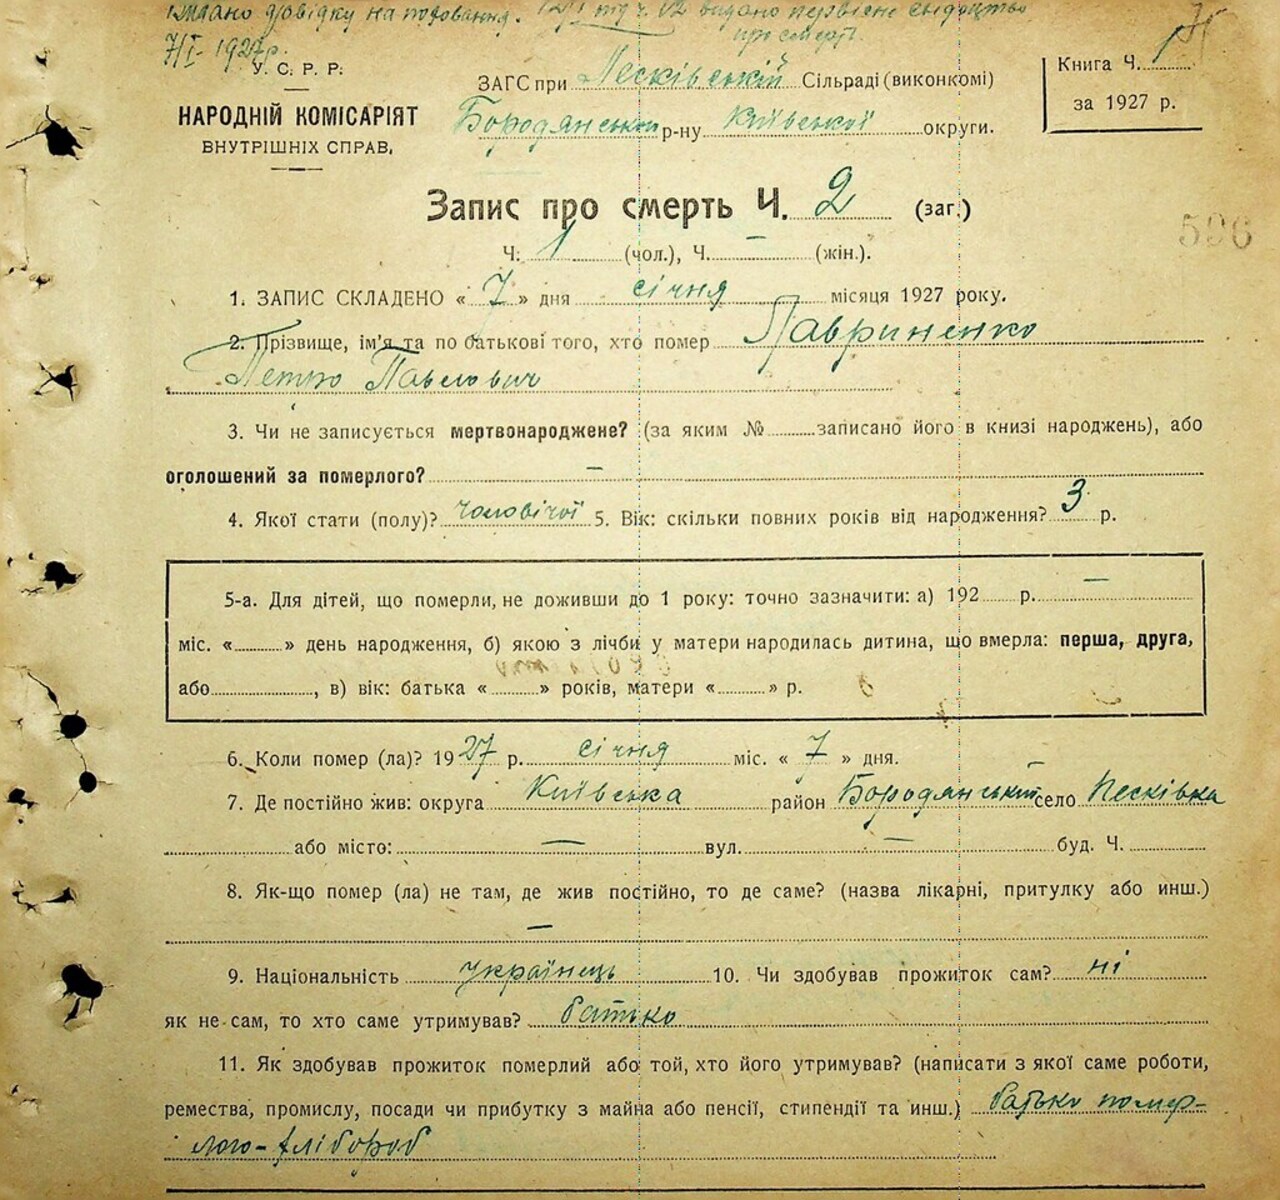 видано довідку на поховання. 12/I під ч. 02 видано первісне свідоцтво
про смерть.
7/I - 1927 р.
У. С. Р. Р.
НАРОДНІЙ КОМІСАРІЯТ
ВНУТРІШНІХ СПРАВ.
ЗАГС при Песківській Сільраді (виконкомі)
Бородянськ р-ну Київської округи.
Книга Ч. 1
за 1927 р.
Запис про смерть Ч. 2 (заг.)
596
Ч: 1 (чол.), Ч. — (жін.).
1. ЗАПИС СКЛАДЕНО « 7 » дня січня місяця 1927 року.
2. Прізвище, ім'я та по батькові того, хто помер Лавриненко
Петро Павлович
3. Чи не записується мертвонароджене? (за яким № записано його в книзі народжень), або
оголошений за померлого? —
4. Якої стати (полу)? чоловічої 5. Вік: скільки повних років від народження? 3 р.
5-а. Для дітей, що померли, не доживши до 1 року: точно зазначити: а) 192 р. —
міс. « » день народження, б) якою з лічби у матери народилась дитина, що вмерла: перша, друга,
або , в) вік: батька « » років, матери « » р.
6. Коли помер (ла)? 1927 р. січня міс. « 7 » дня.
7. Де постійно жив: округа Київська район Бородянський село Песківка
або місто: — вул. — буд. Ч.
8. Як-що помер (ла) не там, де жив постійно, то де саме? (назва лікарні, притулку або инш.)
—
9. Національність українець 10. Чи здобував прожиток сам? ні
як не сам, то хто саме утримував? батько
11. Як здобував прожиток померлий або той, хто його утримував? (написати з якої саме роботи,
ремества, промислу, посади чи прибутку з майна або пенсії, стипендії та инш.) батько помер-
лого - хлібороб